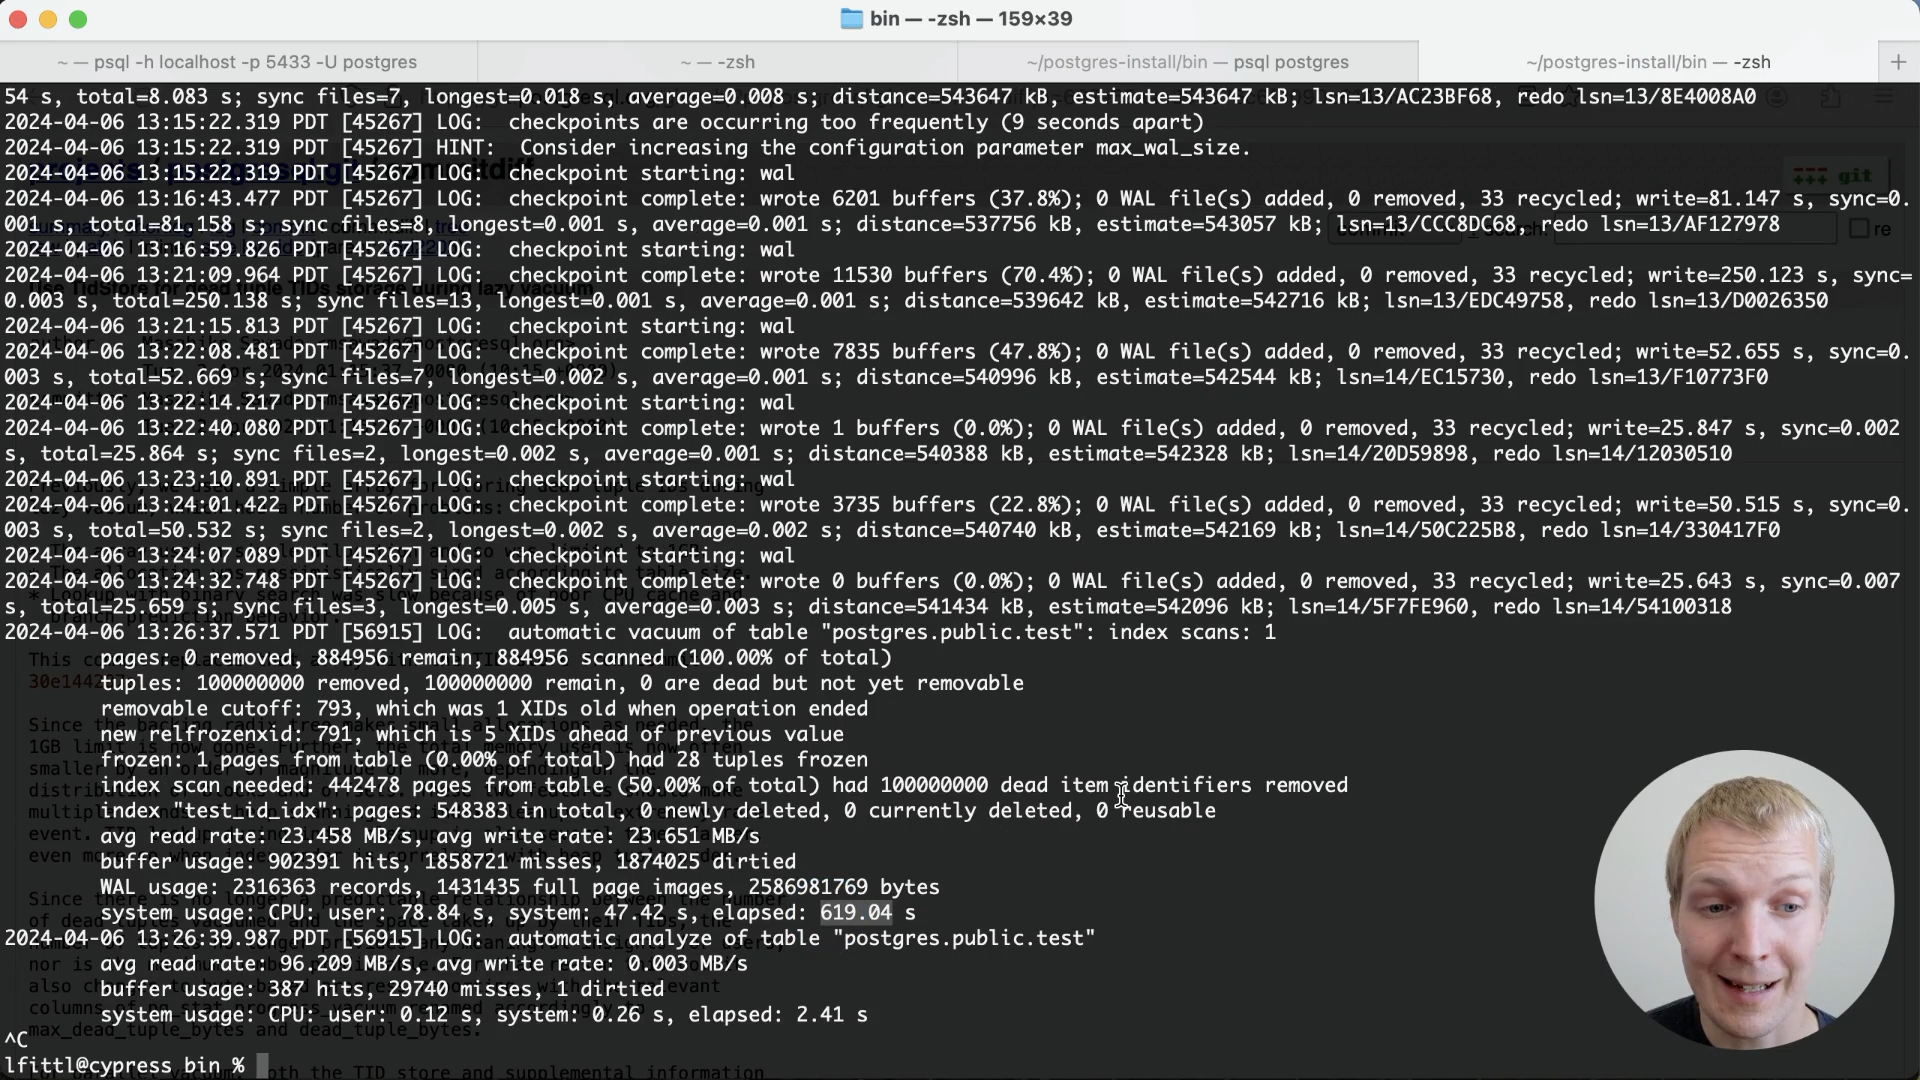 bin — -zsh — 159×39
~ — psql -h localhost -p 5433 -U postgres
~ — -zsh
~/postgres-install/bin — psql postgres
~/postgres-install/bin — -zsh
54 s, total=8.083 s; sync files=7, longest=0.018 s, average=0.008 s; distance=543647 kB, estimate=543647 kB; lsn=13/AC23BF68, redo lsn=13/8E4008A0
2024-04-06 13:15:22.319 PDT [45267] LOG:  checkpoints are occurring too frequently (9 seconds apart)
2024-04-06 13:15:22.319 PDT [45267] HINT:  Consider increasing the configuration parameter max_wal_size.
2024-04-06 13:15:22.319 PDT [45267] LOG:  checkpoint starting: wal
2024-04-06 13:16:43.477 PDT [45267] LOG:  checkpoint complete: wrote 6201 buffers (37.8%); 0 WAL file(s) added, 0 removed, 33 recycled; write=81.147 s, sync=0.
001 s, total=81.158 s; sync files=8, longest=0.001 s, average=0.001 s; distance=537756 kB, estimate=543057 kB; lsn=13/CCC8DC68, redo lsn=13/AF127978
2024-04-06 13:16:59.826 PDT [45267] LOG:  checkpoint starting: wal
2024-04-06 13:21:09.964 PDT [45267] LOG:  checkpoint complete: wrote 11530 buffers (70.4%); 0 WAL file(s) added, 0 removed, 33 recycled; write=250.123 s, sync=
0.003 s, total=250.138 s; sync files=13, longest=0.001 s, average=0.001 s; distance=539642 kB, estimate=542716 kB; lsn=13/EDC49758, redo lsn=13/D0026350
2024-04-06 13:21:15.813 PDT [45267] LOG:  checkpoint starting: wal
2024-04-06 13:22:08.481 PDT [45267] LOG:  checkpoint complete: wrote 7835 buffers (47.8%); 0 WAL file(s) added, 0 removed, 33 recycled; write=52.655 s, sync=0.
003 s, total=52.669 s; sync files=7, longest=0.002 s, average=0.001 s; distance=540996 kB, estimate=542544 kB; lsn=14/EC15730, redo lsn=13/F10773F0
2024-04-06 13:22:14.217 PDT [45267] LOG:  checkpoint starting: wal
2024-04-06 13:22:40.080 PDT [45267] LOG:  checkpoint complete: wrote 1 buffers (0.0%); 0 WAL file(s) added, 0 removed, 33 recycled; write=25.847 s, sync=0.002
s, total=25.864 s; sync files=2, longest=0.002 s, average=0.001 s; distance=540388 kB, estimate=542328 kB; lsn=14/20D59898, redo lsn=14/12030510
2024-04-06 13:23:10.891 PDT [45267] LOG:  checkpoint starting: wal
2024-04-06 13:24:01.422 PDT [45267] LOG:  checkpoint complete: wrote 3735 buffers (22.8%); 0 WAL file(s) added, 0 removed, 33 recycled; write=50.515 s, sync=0.
003 s, total=50.532 s; sync files=2, longest=0.002 s, average=0.002 s; distance=540740 kB, estimate=542169 kB; lsn=14/50C225B8, redo lsn=14/330417F0
2024-04-06 13:24:07.089 PDT [45267] LOG:  checkpoint starting: wal
2024-04-06 13:24:32.748 PDT [45267] LOG:  checkpoint complete: wrote 0 buffers (0.0%); 0 WAL file(s) added, 0 removed, 33 recycled; write=25.643 s, sync=0.007
s, total=25.659 s; sync files=3, longest=0.005 s, average=0.003 s; distance=541434 kB, estimate=542096 kB; lsn=14/5F7FE960, redo lsn=14/54100318
2024-04-06 13:26:37.571 PDT [56915] LOG:  automatic vacuum of table "postgres.public.test": index scans: 1
pages: 0 removed, 884956 remain, 884956 scanned (100.00% of total)
tuples: 100000000 removed, 100000000 remain, 0 are dead but not yet removable
removable cutoff: 793, which was 1 XIDs old when operation ended
new relfrozenxid: 791, which is 5 XIDs ahead of previous value
frozen: 1 pages from table (0.00% of total) had 28 tuples frozen
index scan needed: 442478 pages from table (50.00% of total) had 100000000 dead item identifiers removed
index "test_id_idx": pages: 548383 in total, 0 newly deleted, 0 currently deleted, 0 reusable
avg read rate: 23.458 MB/s, avg write rate: 23.651 MB/s
buffer usage: 902391 hits, 1858721 misses, 1874025 dirtied
WAL usage: 2316363 records, 1431435 full page images, 2586981769 bytes
system usage: CPU: user: 78.84 s, system: 47.42 s, elapsed: 619.04 s
2024-04-06 13:26:39.987 PDT [56915] LOG:  automatic analyze of table "postgres.public.test"
avg read rate: 96.209 MB/s, avg write rate: 0.003 MB/s
buffer usage: 387 hits, 29740 misses, 1 dirtied
system usage: CPU: user: 0.12 s, system: 0.26 s, elapsed: 2.41 s
^C
lfittl@cypress bin %